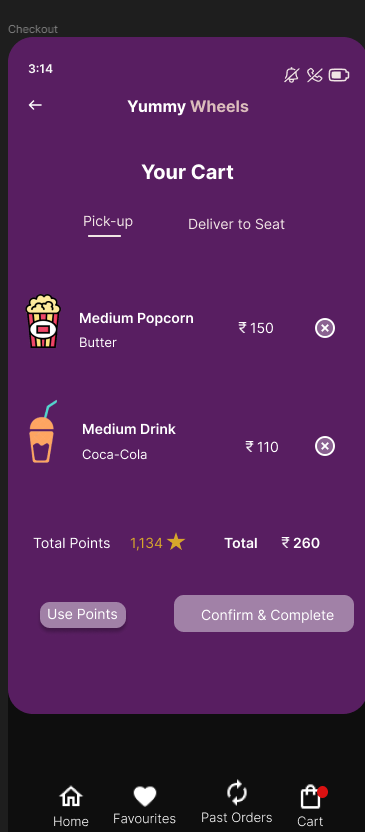 Checkout
3:14
Yummy Wheels
Your Cart
Pick-up
Deliver to Seat
Medium Popcorn
₹ 150
Butter
Medium Drink
₹ 110
Coca-Cola
Total Points 1,134 Total ₹ 260
Use Points
Confirm & Complete
Home Favourites Past Orders Cart